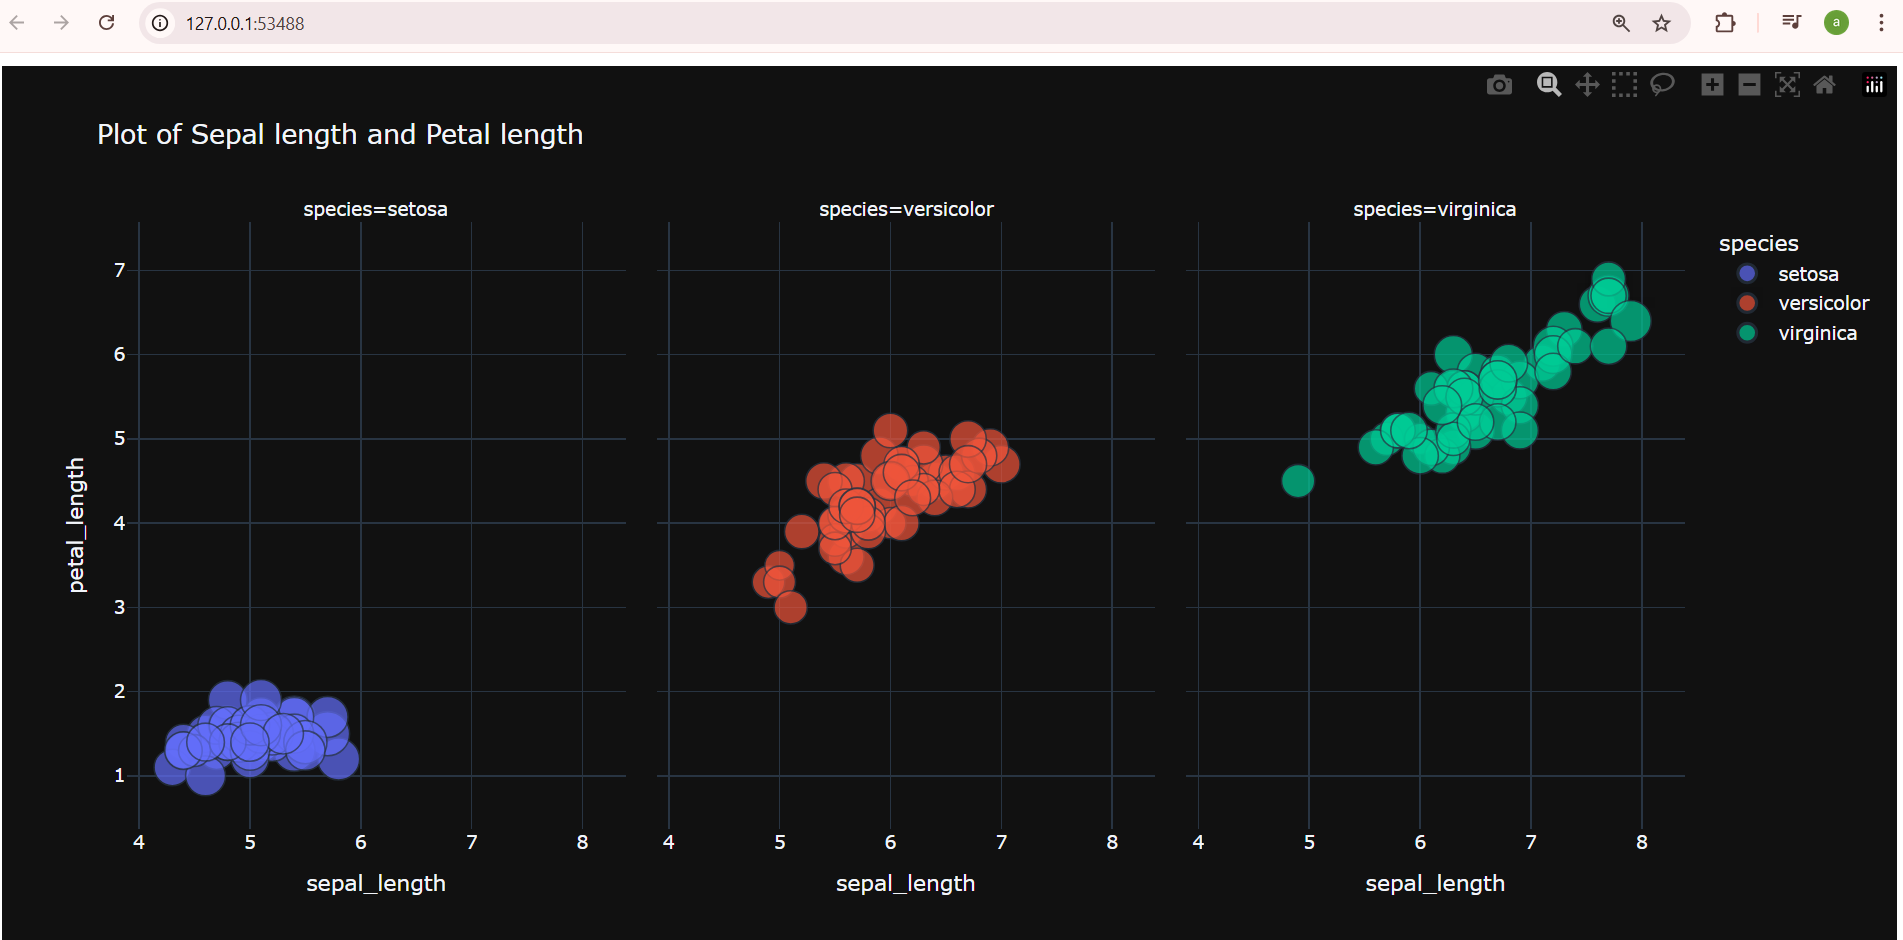 127.0.0.1:53488
a
Plot of Sepal length and Petal length
species=setosa
species=versicolor
species=virginica
species
setosa
versicolor
virginica
petal_length
7
6
5
4
3
2
1
4 5 6 7 8
4 5 6 7 8
4 5 6 7 8
sepal_length
sepal_length
sepal_length